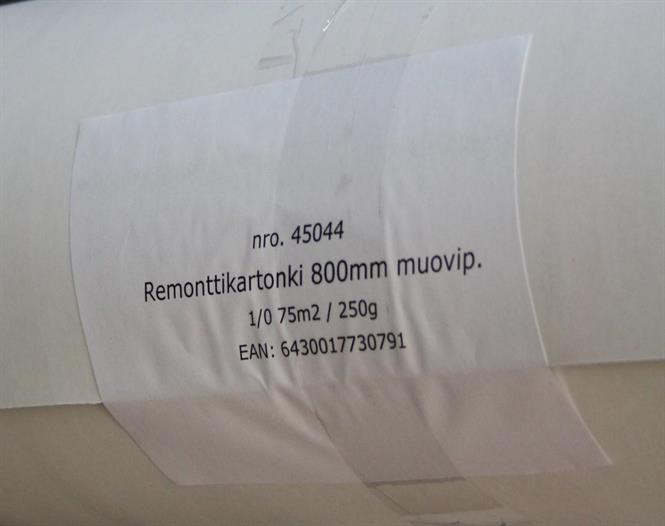 nro. 45044
Remonttikartonki 800mm muovip.
1/0 75m2 / 250g
EAN: 6430017730791